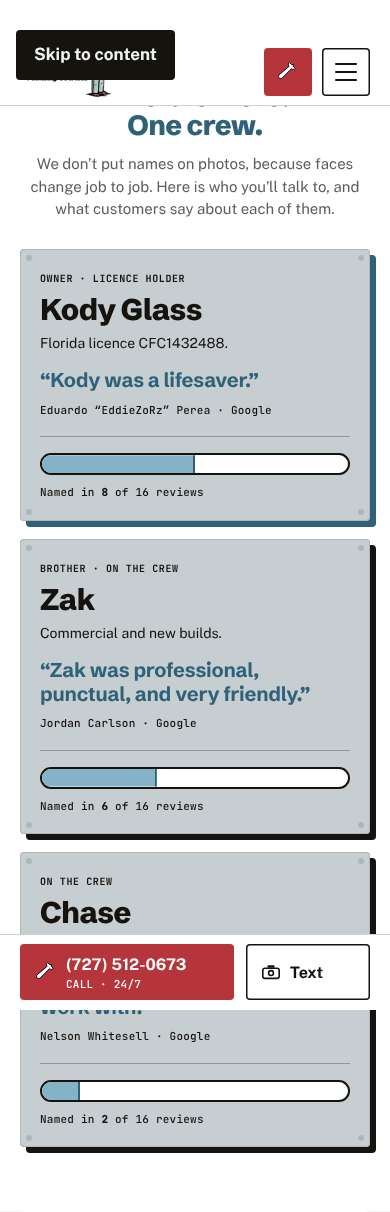 Skip to content
One crew.
We don’t put names on photos, because faces
change job to job. Here is who you’ll talk to, and
what customers say about each of them.
OWNER · LICENCE HOLDER
Kody Glass
Florida licence CFC1432488.
“Kody was a lifesaver.”
Eduardo “EddieZoRz” Perea · Google
Named in 8 of 16 reviews
BROTHER · ON THE CREW
Zak
Commercial and new builds.
“Zak was professional,
punctual, and very friendly.”
Jordan Carlson · Google
Named in 6 of 16 reviews
ON THE CREW
Chase
(727) 512-0673
CALL · 24/7
Text
work with.”
Nelson Whitesell · Google
Named in 2 of 16 reviews